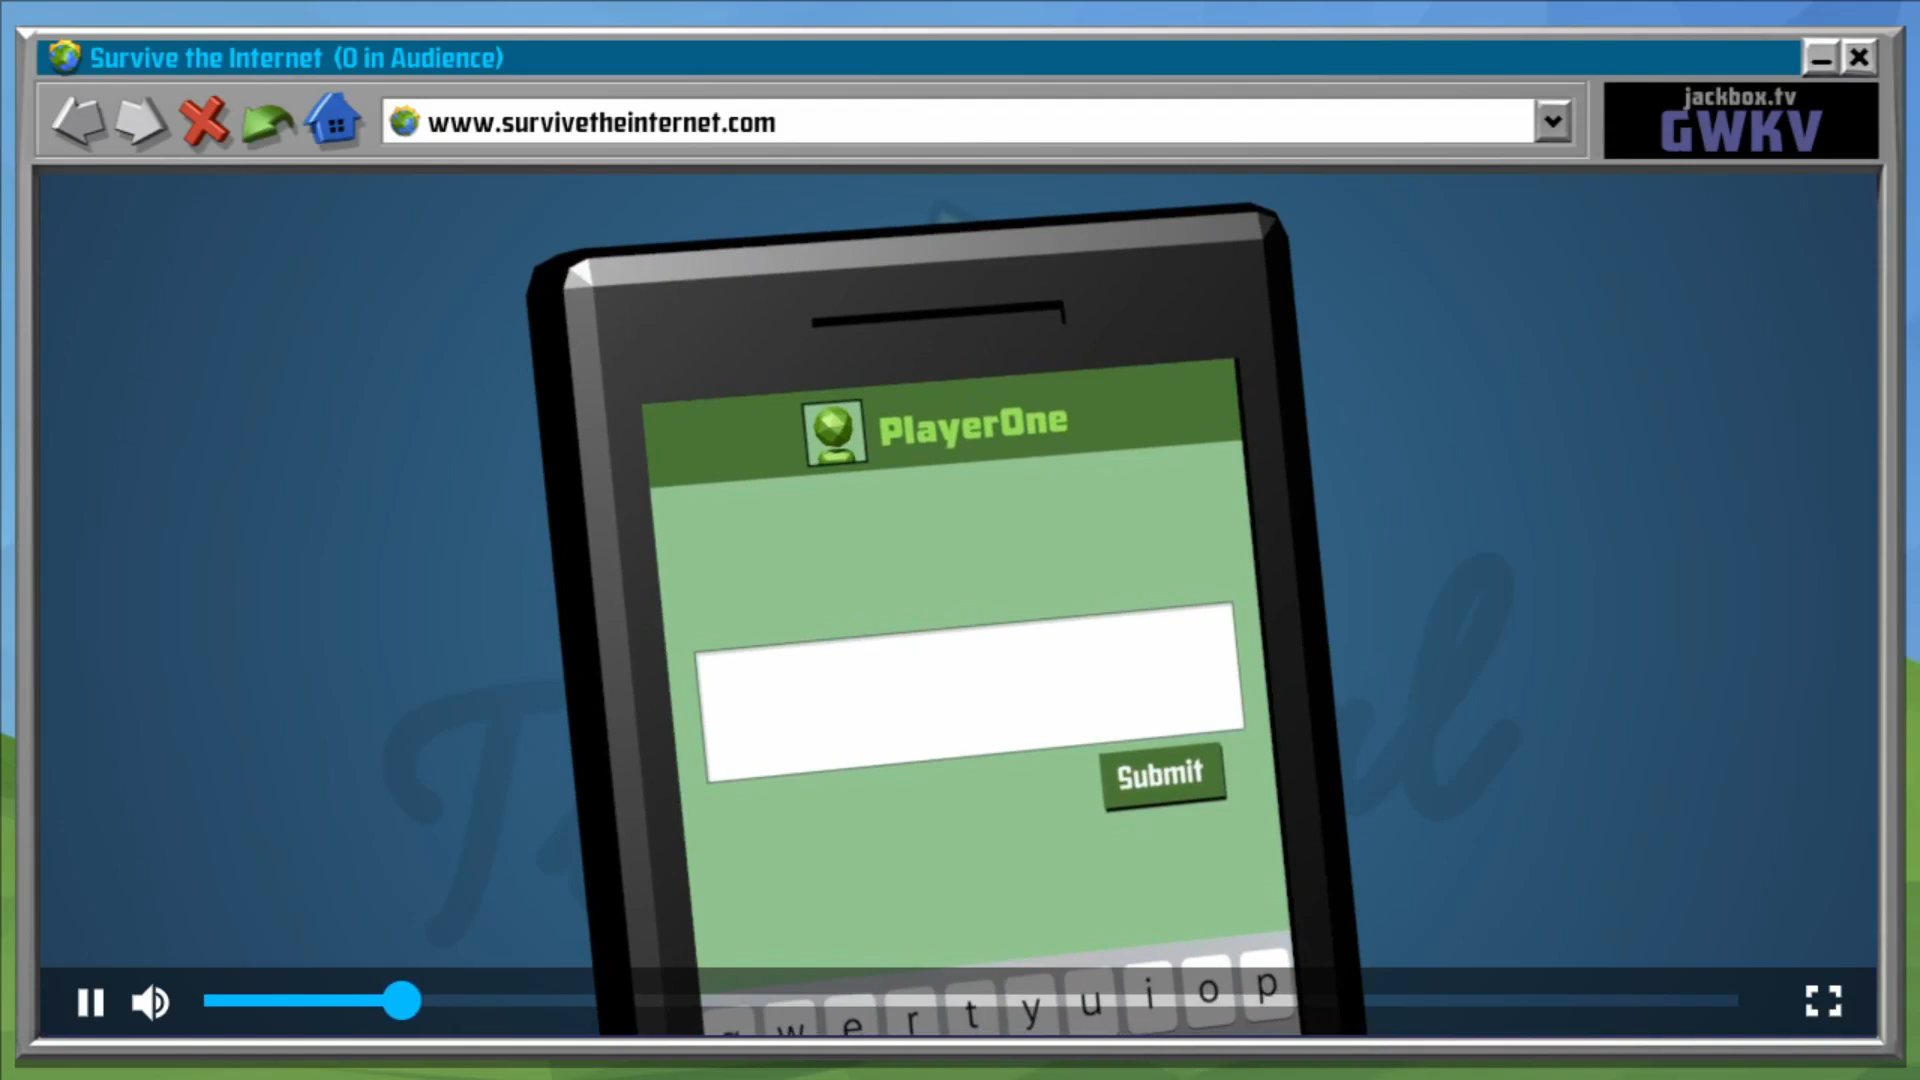 Survive the Internet (0 in Audience)
www.survivetheinternet.com
jackbox.tv
GWKV
PlayerOne
Submit
q w e r t y u i o p